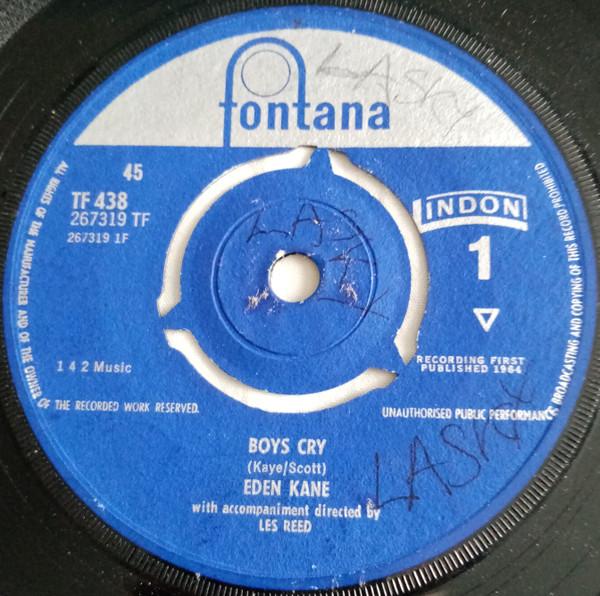 LASKY
fontana
45
TF 438
267319 TF
267319 1F
LINDON
1
LASKY
1 4 2 Music
RECORDING FIRST
PUBLISHED 1964
ALL RIGHTS OF THE MANUFACTURER AND OF THE OWNER OF THE RECORDED WORK RESERVED.
UNAUTHORISED PUBLIC PERFORMANCE, BROADCASTING AND COPYING OF THIS RECORD PROHIBITED
BOYS CRY
(Kaye/Scott)
EDEN KANE
with accompaniment directed by
LES REED
LASKY